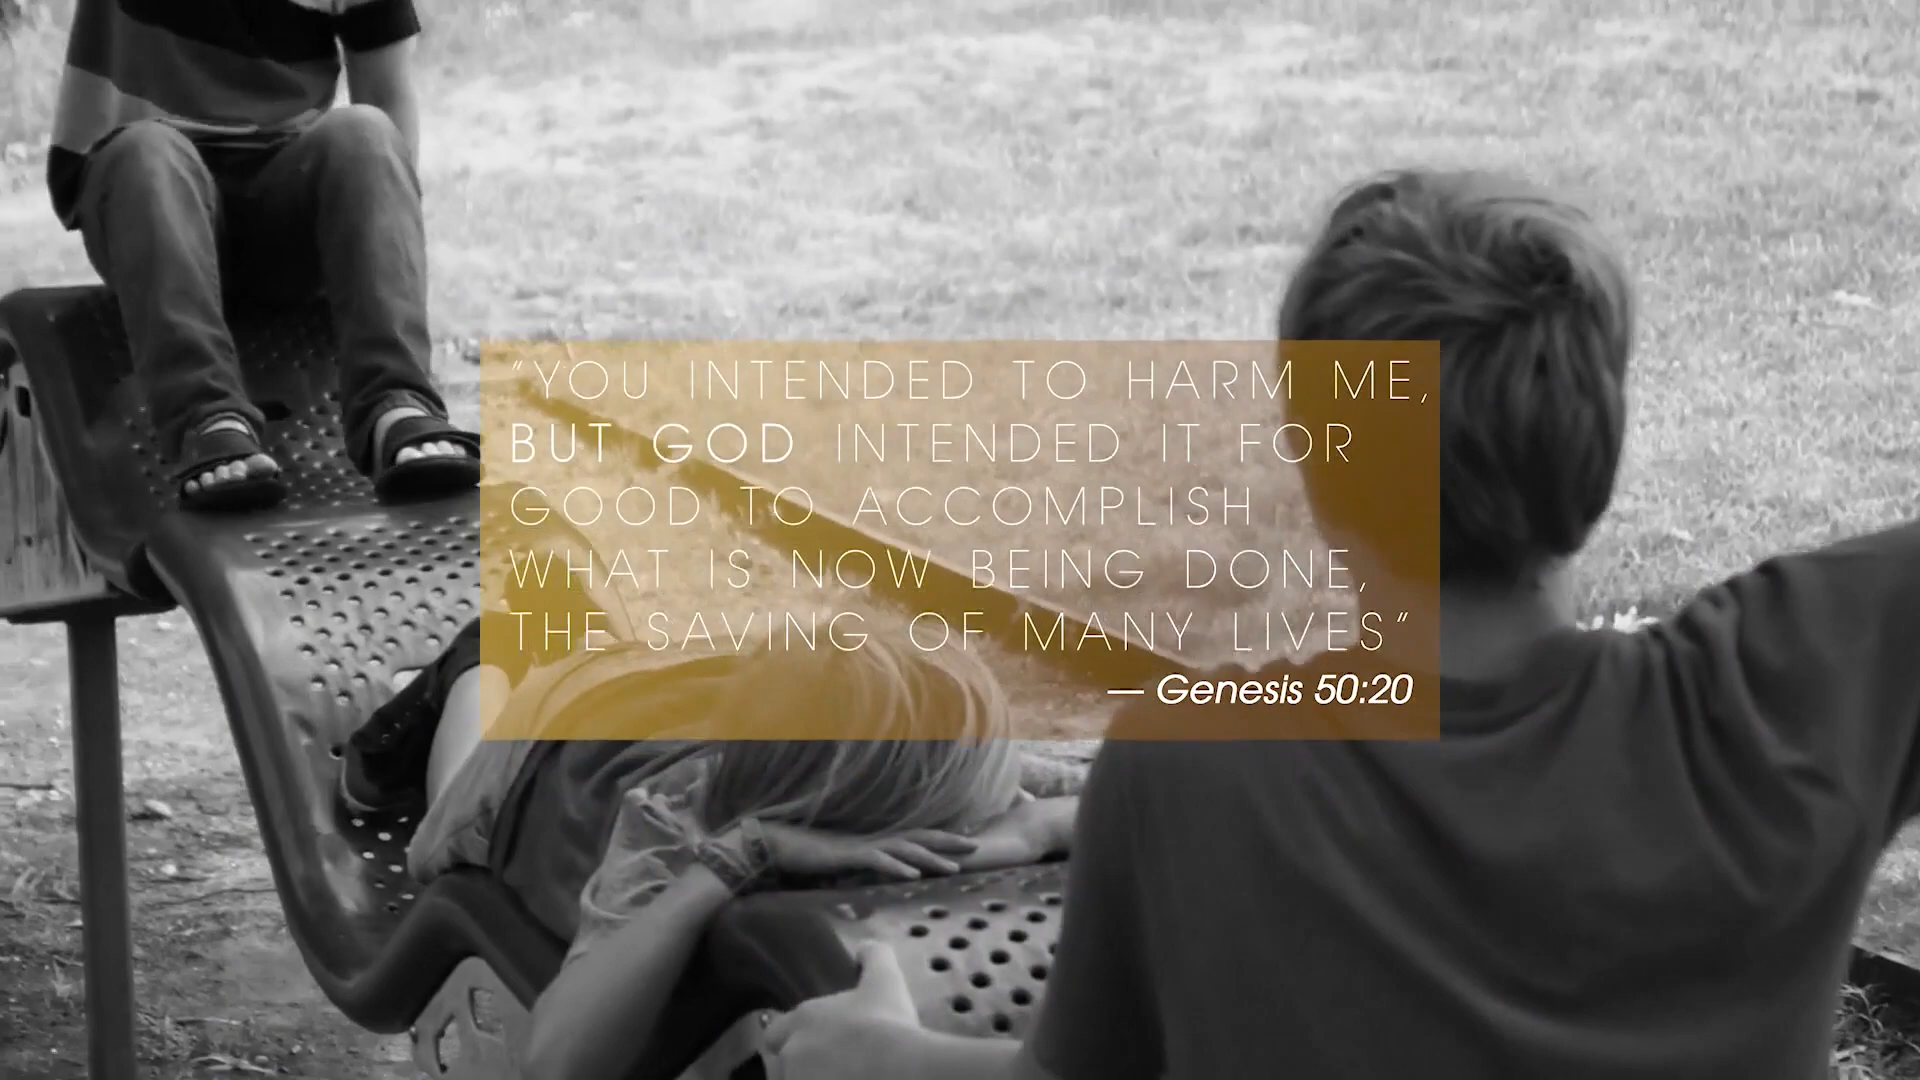 "YOU INTENDED TO HARM ME,
BUT GOD INTENDED IT FOR
GOOD TO ACCOMPLISH
WHAT IS NOW BEING DONE,
THE SAVING OF MANY LIVES"
— Genesis 50:20